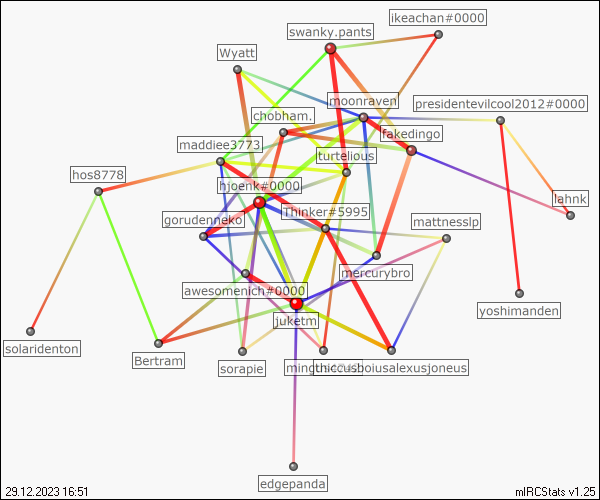 ikeachan#0000
swanky.pants
Wyatt
moonraven
presidentevilcool2012#0000
chobham.
fakedingo
maddiee3773
turtelious
hos8778
hjoenk#0000
lahnk
Thinker#5995
gorudenneko
mattnesslp
mercurybro
awesomenich#0000
yoshimanden
juketm
solaridenton
Bertram
sorapie
thiccusboiusalexusjoneus
edgepanda
29.12.2023 16:51
mIRCStats v1.25